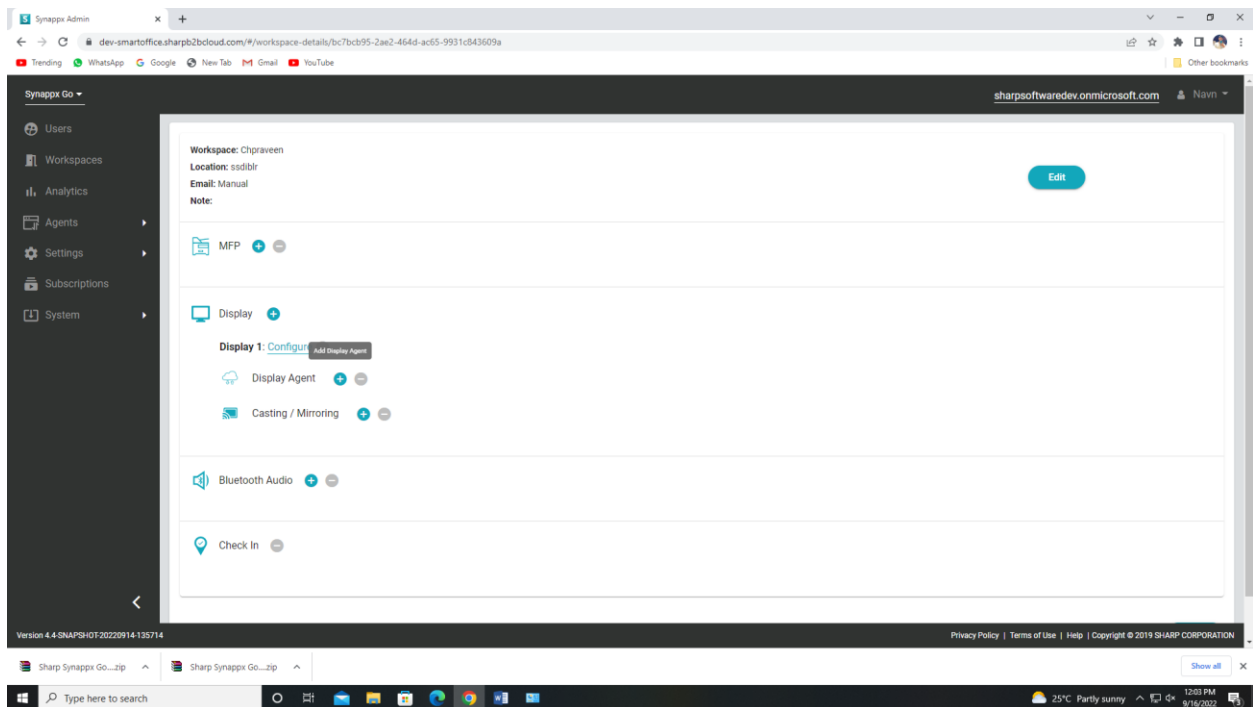 Synappx Admin
dev-smartoffice.sharpb2bcloud.com/#/workspace-details/bc7bcb95-2ae2-464d-ac65-9931c843609a
Trending WhatsApp Google New Tab Gmail YouTube Other bookmarks
Synappx Go sharpsoftwaredev.onmicrosoft.com Navn
Users
Workspaces
Analytics
Agents
Settings
Subscriptions
System
Workspace: Chpraveen
Location: ssdiblr
Email: Manual
Note:
Edit
MFP
Display
Display 1:
Add Display Agent
Display Agent
Casting / Mirroring
Bluetooth Audio
Check In
Version 4.4-SNAPSHOT-20220914-135714 Privacy Policy | Terms of Use | Help | Copyright © 2019 SHARP CORPORATION
Sharp Synappx Go....zip Sharp Synappx Go....zip Show all
Type here to search 25°C Partly sunny 12:03 PM
9/16/2022